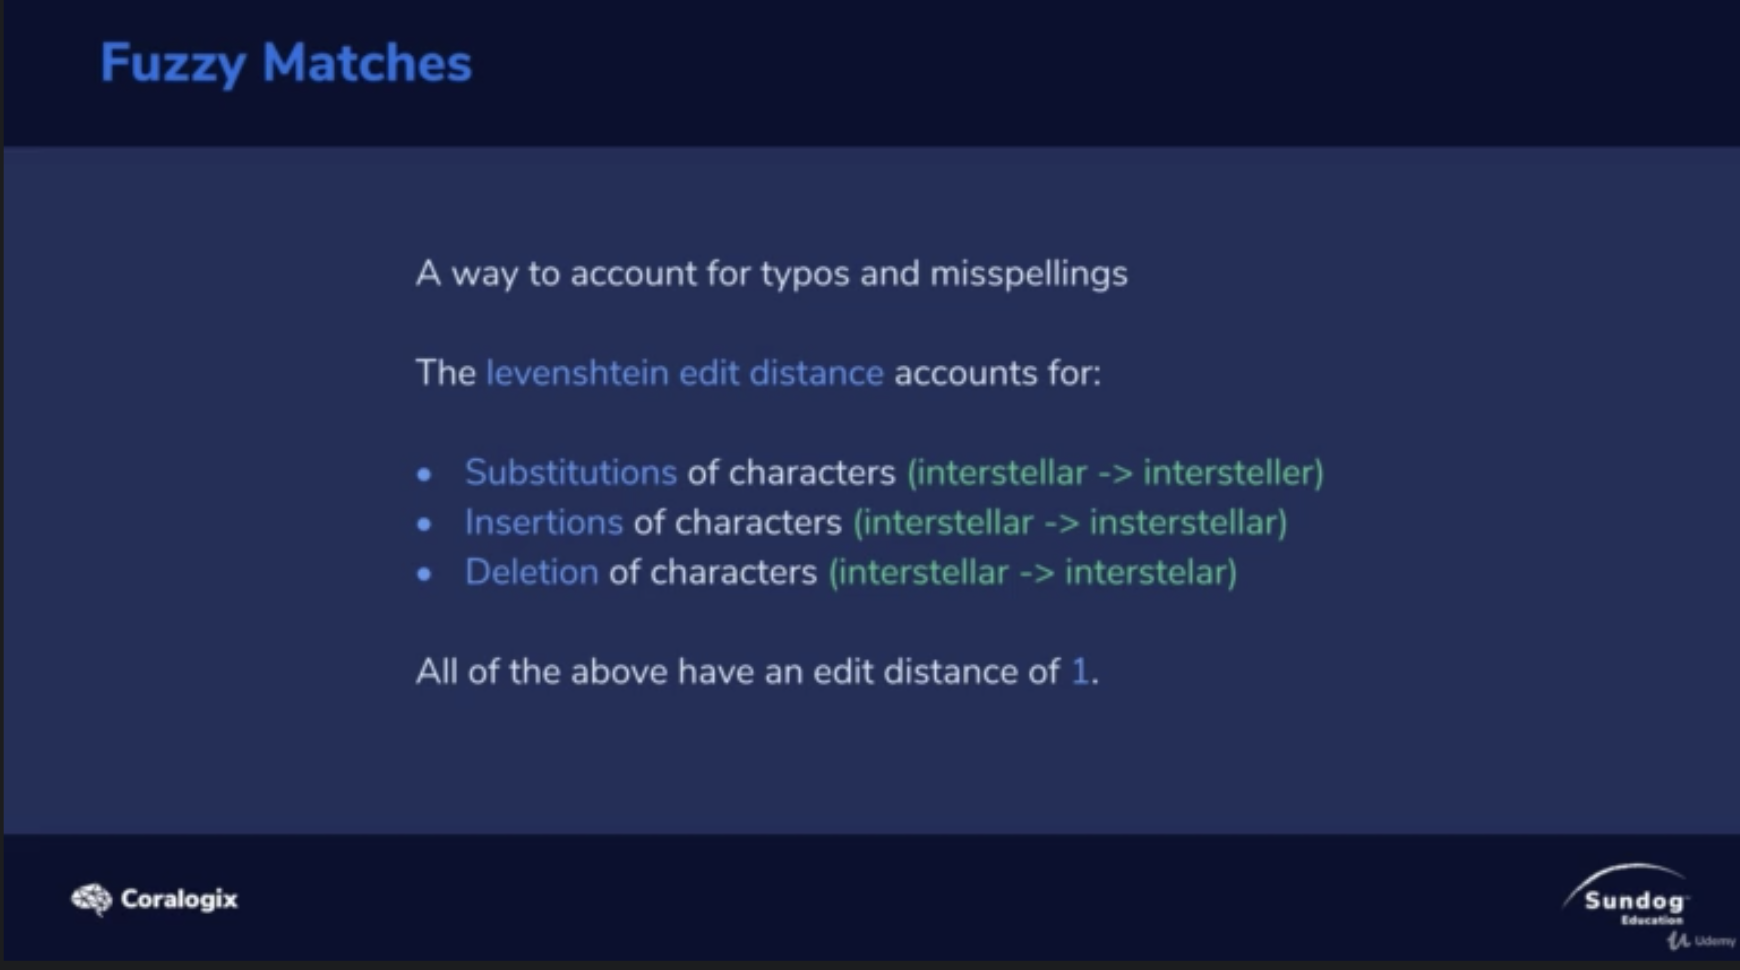 Fuzzy Matches
A way to account for typos and misspellings
The levenshtein edit distance accounts for:
• Substitutions of characters (interstellar -> intersteller)
• Insertions of characters (interstellar -> insterstellar)
• Deletion of characters (interstellar -> interstelar)
All of the above have an edit distance of 1.
Coralogix
Sundog
Education
Udemy